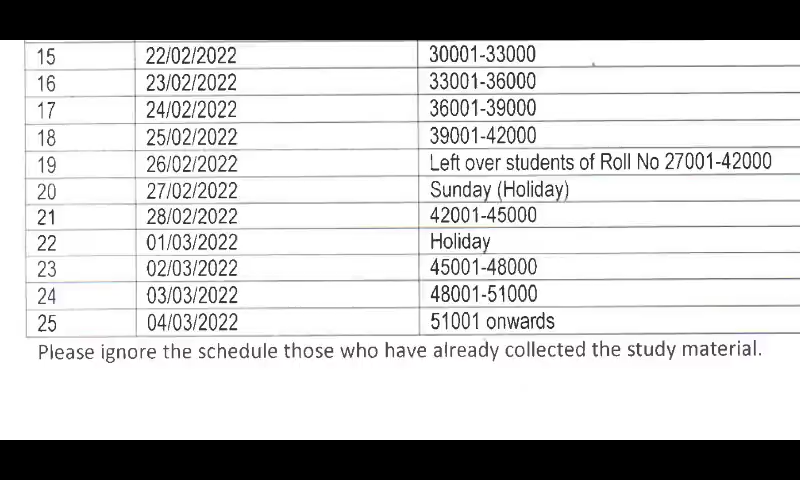 15 22/02/2022 30001-33000
16 23/02/2022 33001-36000
17 24/02/2022 36001-39000
18 25/02/2022 39001-42000
19 26/02/2022 Left over students of Roll No 27001-42000
20 27/02/2022 Sunday (Holiday)
21 28/02/2022 42001-45000
22 01/03/2022 Holiday
23 02/03/2022 45001-48000
24 03/03/2022 48001-51000
25 04/03/2022 51001 onwards
Please ignore the schedule those who have already collected the study material.